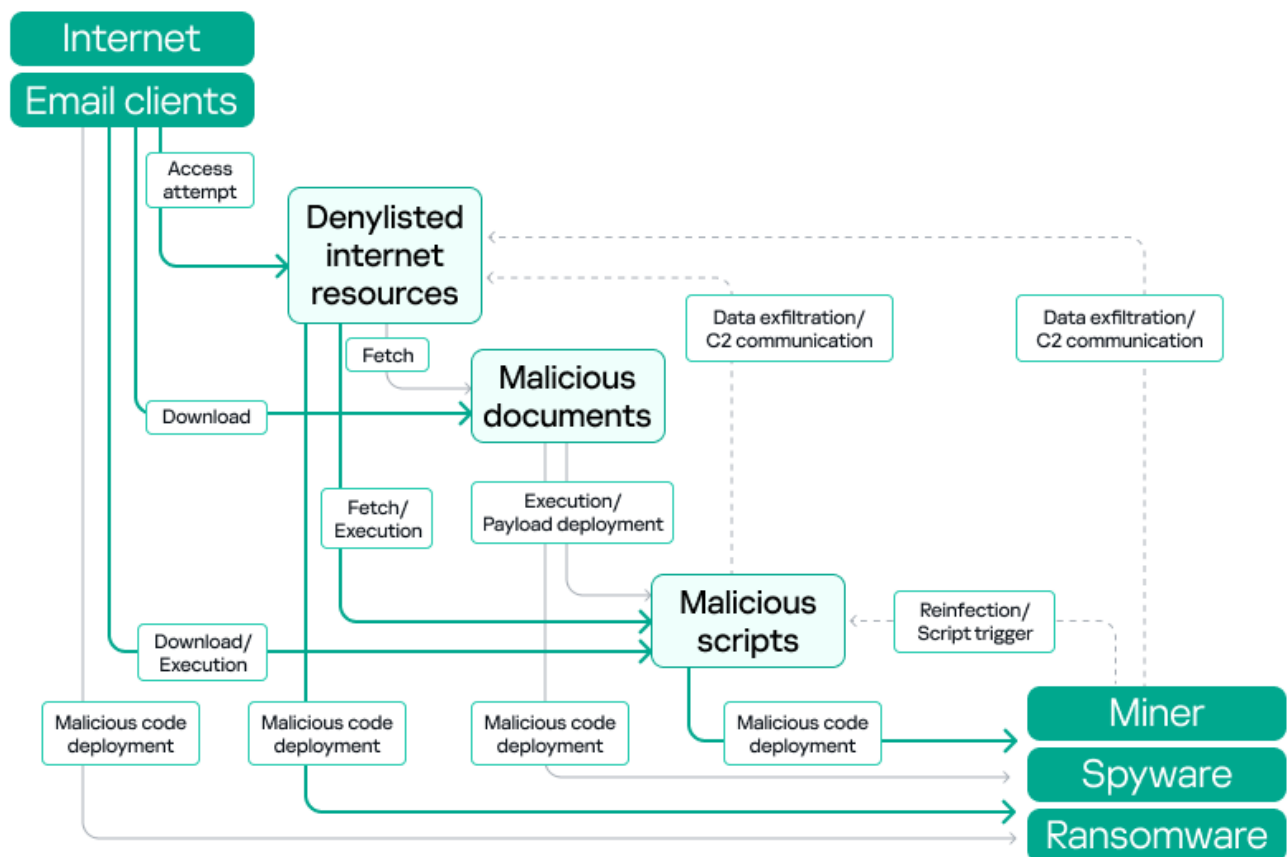 Internet
Email clients
Access
attempt
Denylisted
internet
resources
Data exfiltration/
C2 communication
Data exfiltration/
C2 communication
Fetch
Malicious
documents
Download
Fetch/
Execution
Execution/
Payload deployment
Malicious
scripts
Reinfection/
Script trigger
Download/
Execution
Malicious code
deployment
Malicious code
deployment
Malicious code
deployment
Malicious code
deployment
Miner
Spyware
Ransomware